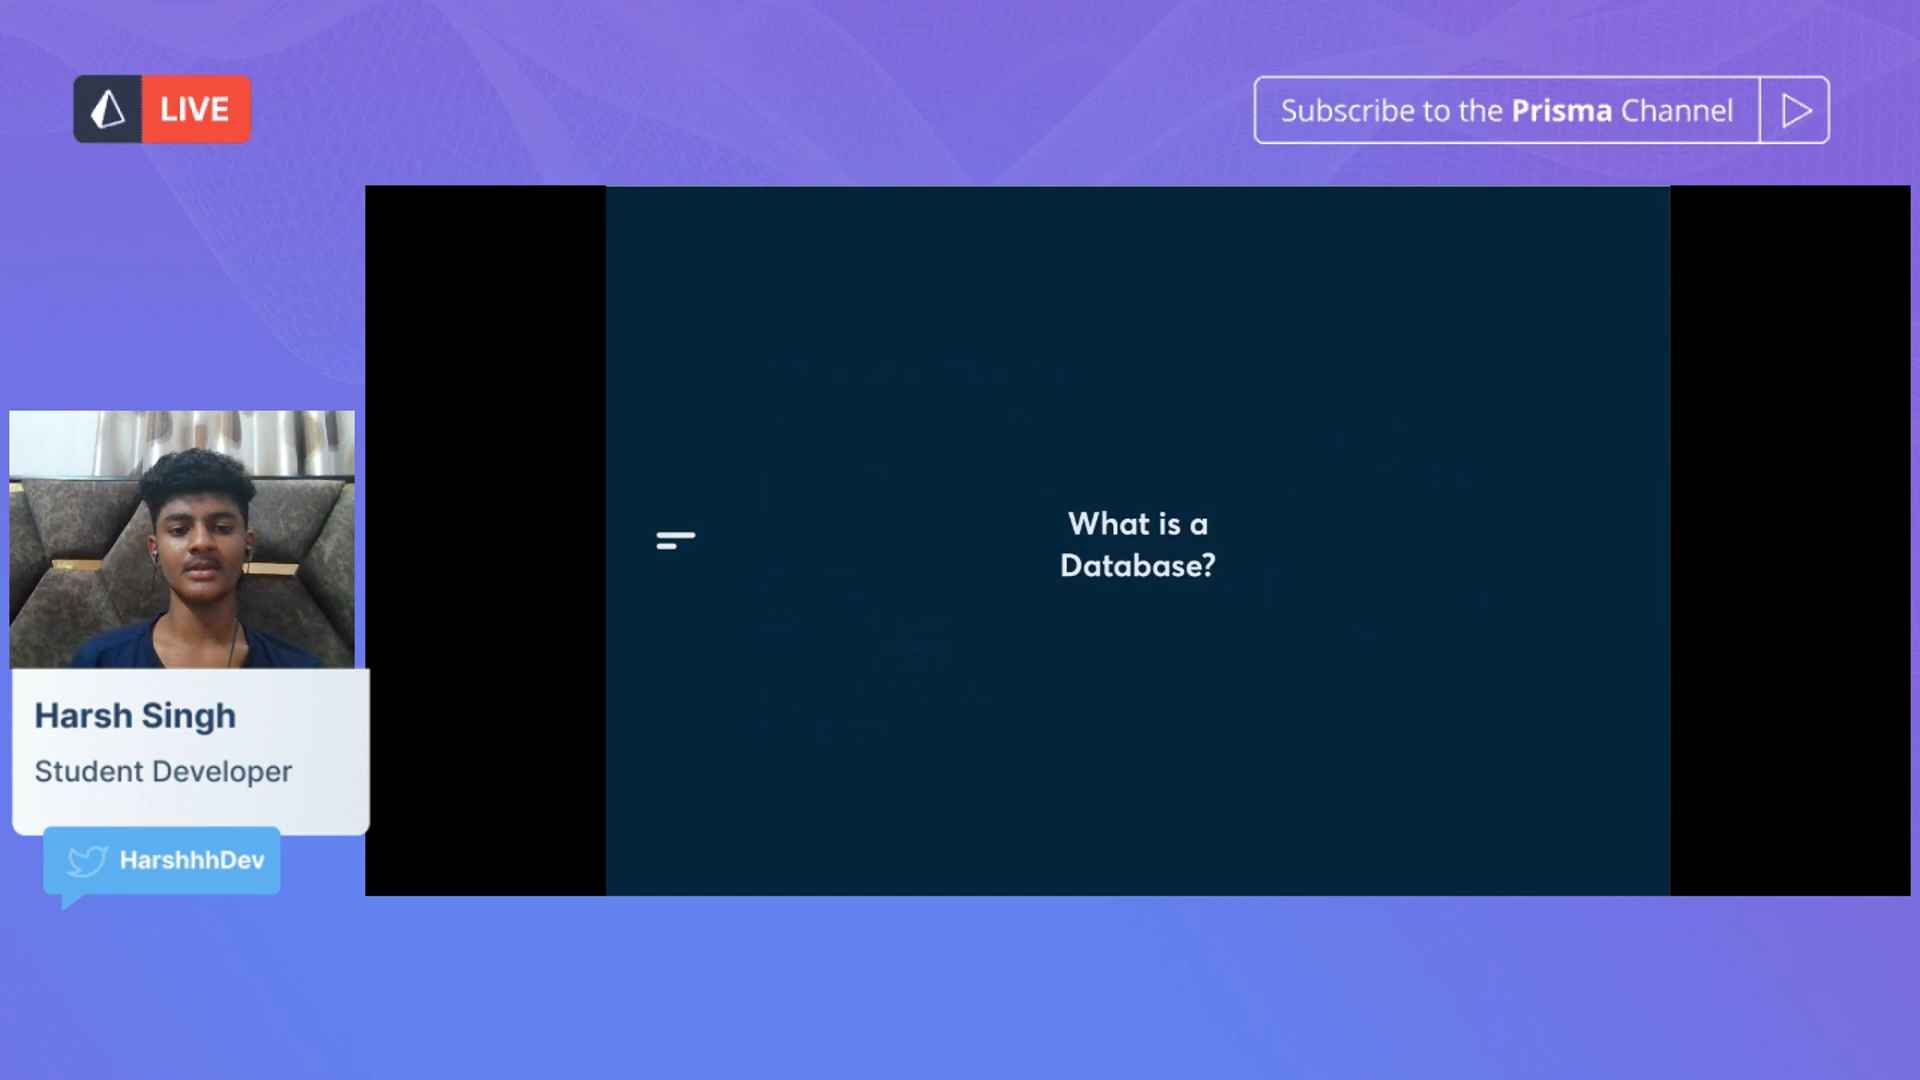 LIVE
Subscribe to the Prisma Channel
What is a
Database?
Harsh Singh
Student Developer
HarshhhDev